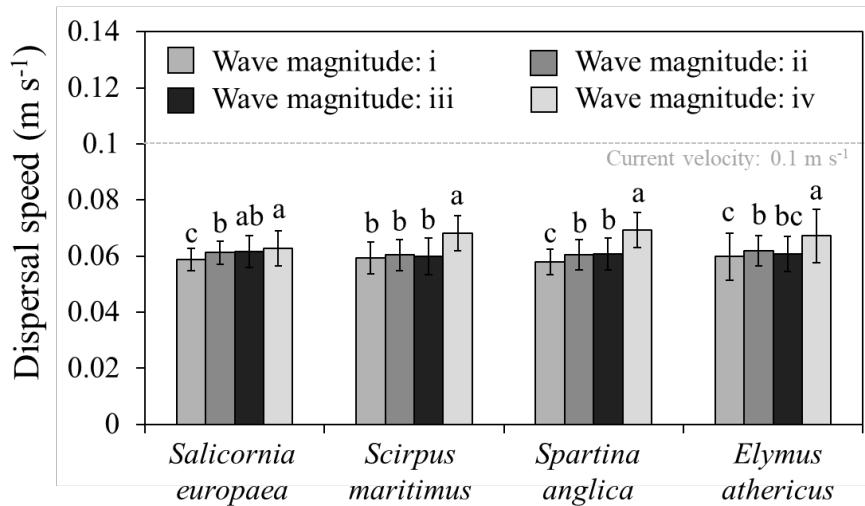 Dispersal speed (m s⁻¹)
0.14
0.12
0.1
0.08
0.06
0.04
0.02
0
Wave magnitude: i
Wave magnitude: ii
Wave magnitude: iii
Wave magnitude: iv
Current velocity: 0.1 m s⁻¹
c b ab a
b b b a
c b b a
c b bc a
Salicornia
europaea
Scirpus
maritimus
Spartina
anglica
Elymus
athericus